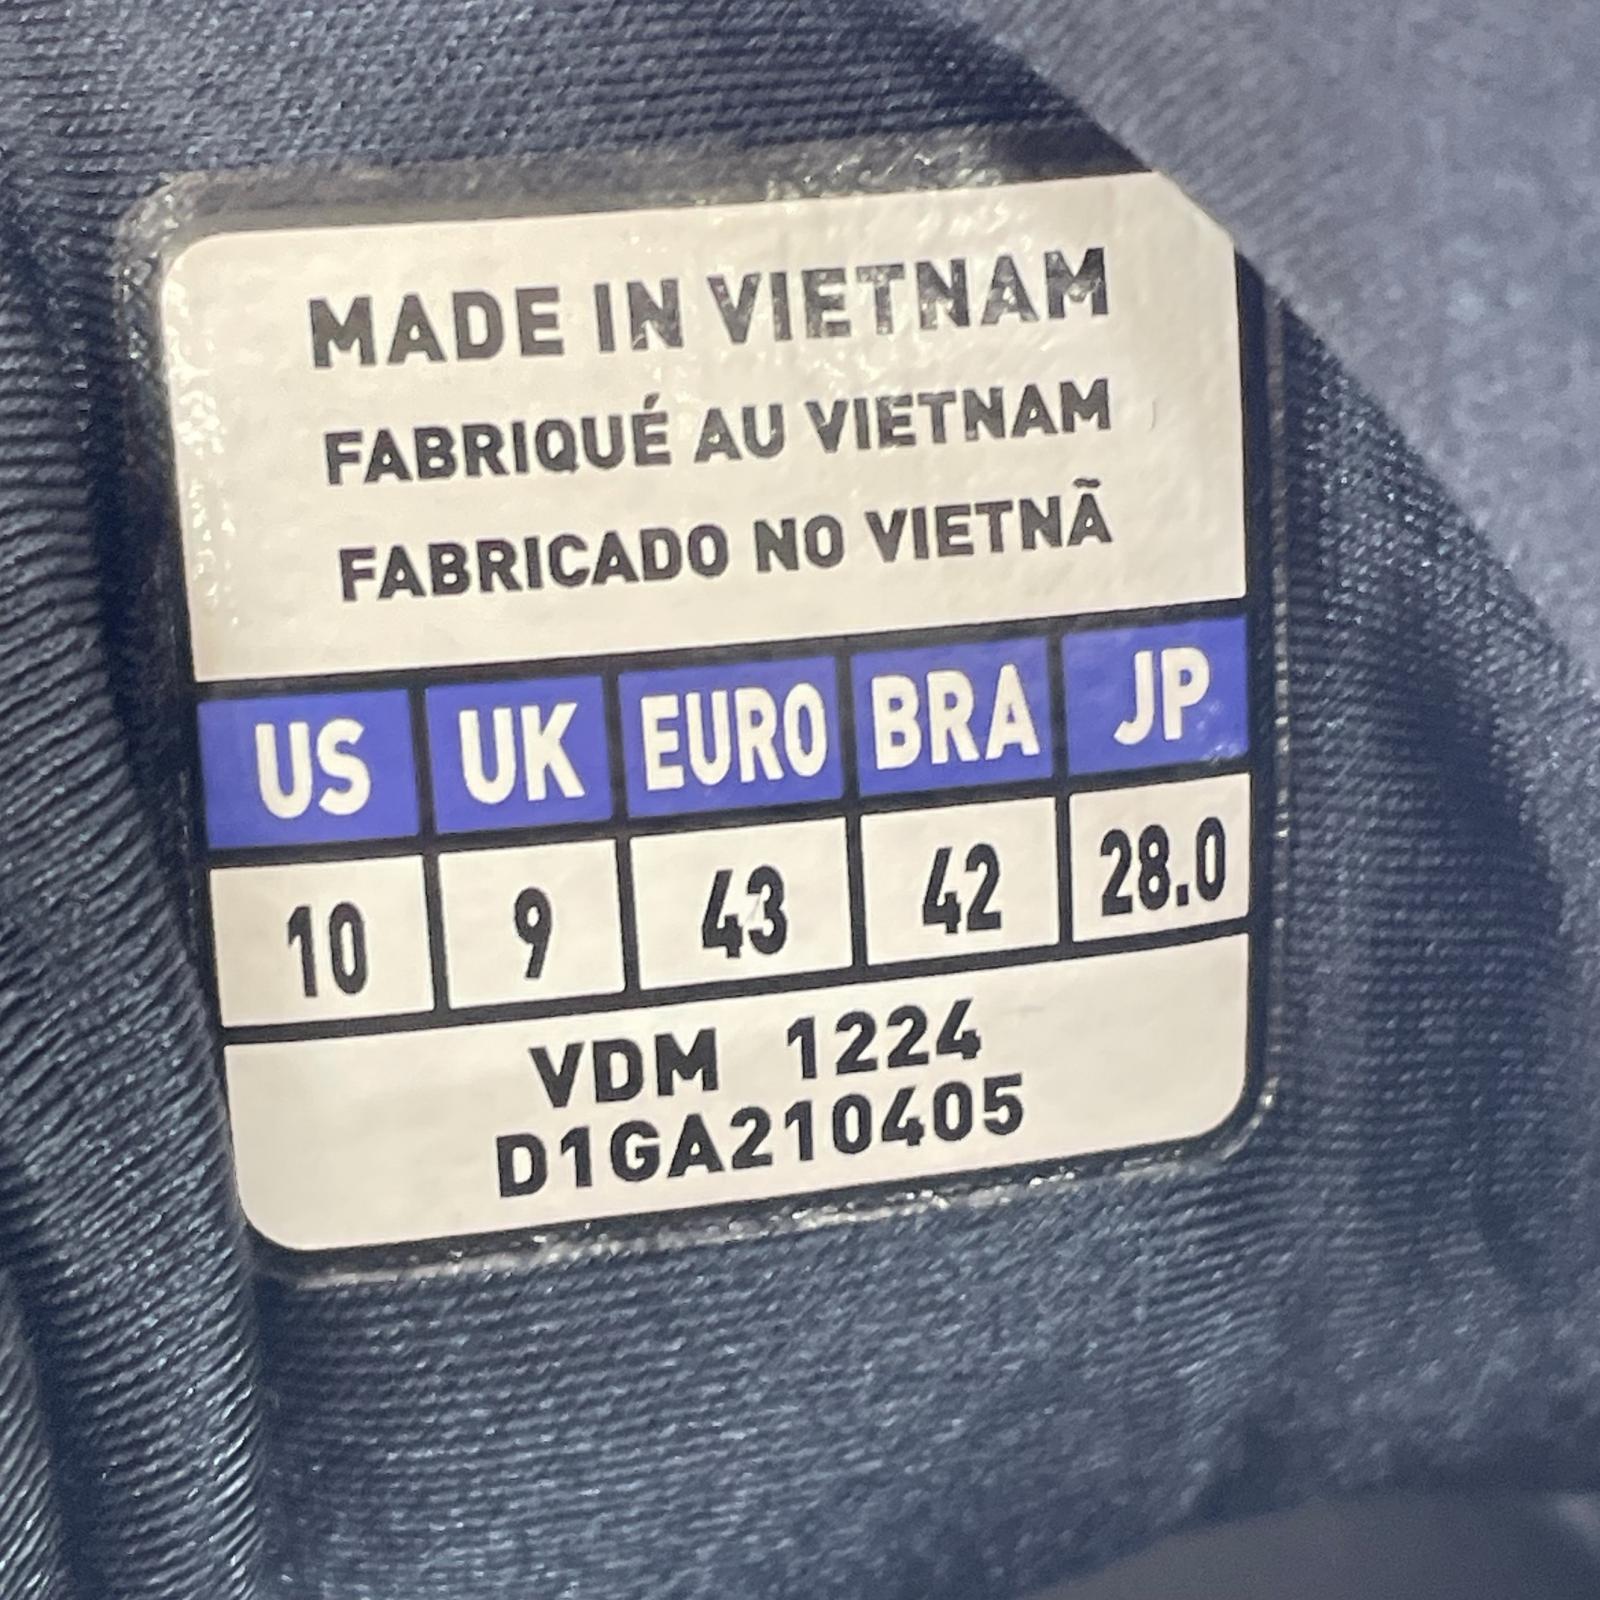 MADE IN VIETNAM
FABRIQUÉ AU VIETNAM
FABRICADO NO VIETNÃ
US UK EURO BRA JP
10 9 43 42 28.0
VDM 1224
D1GA210405